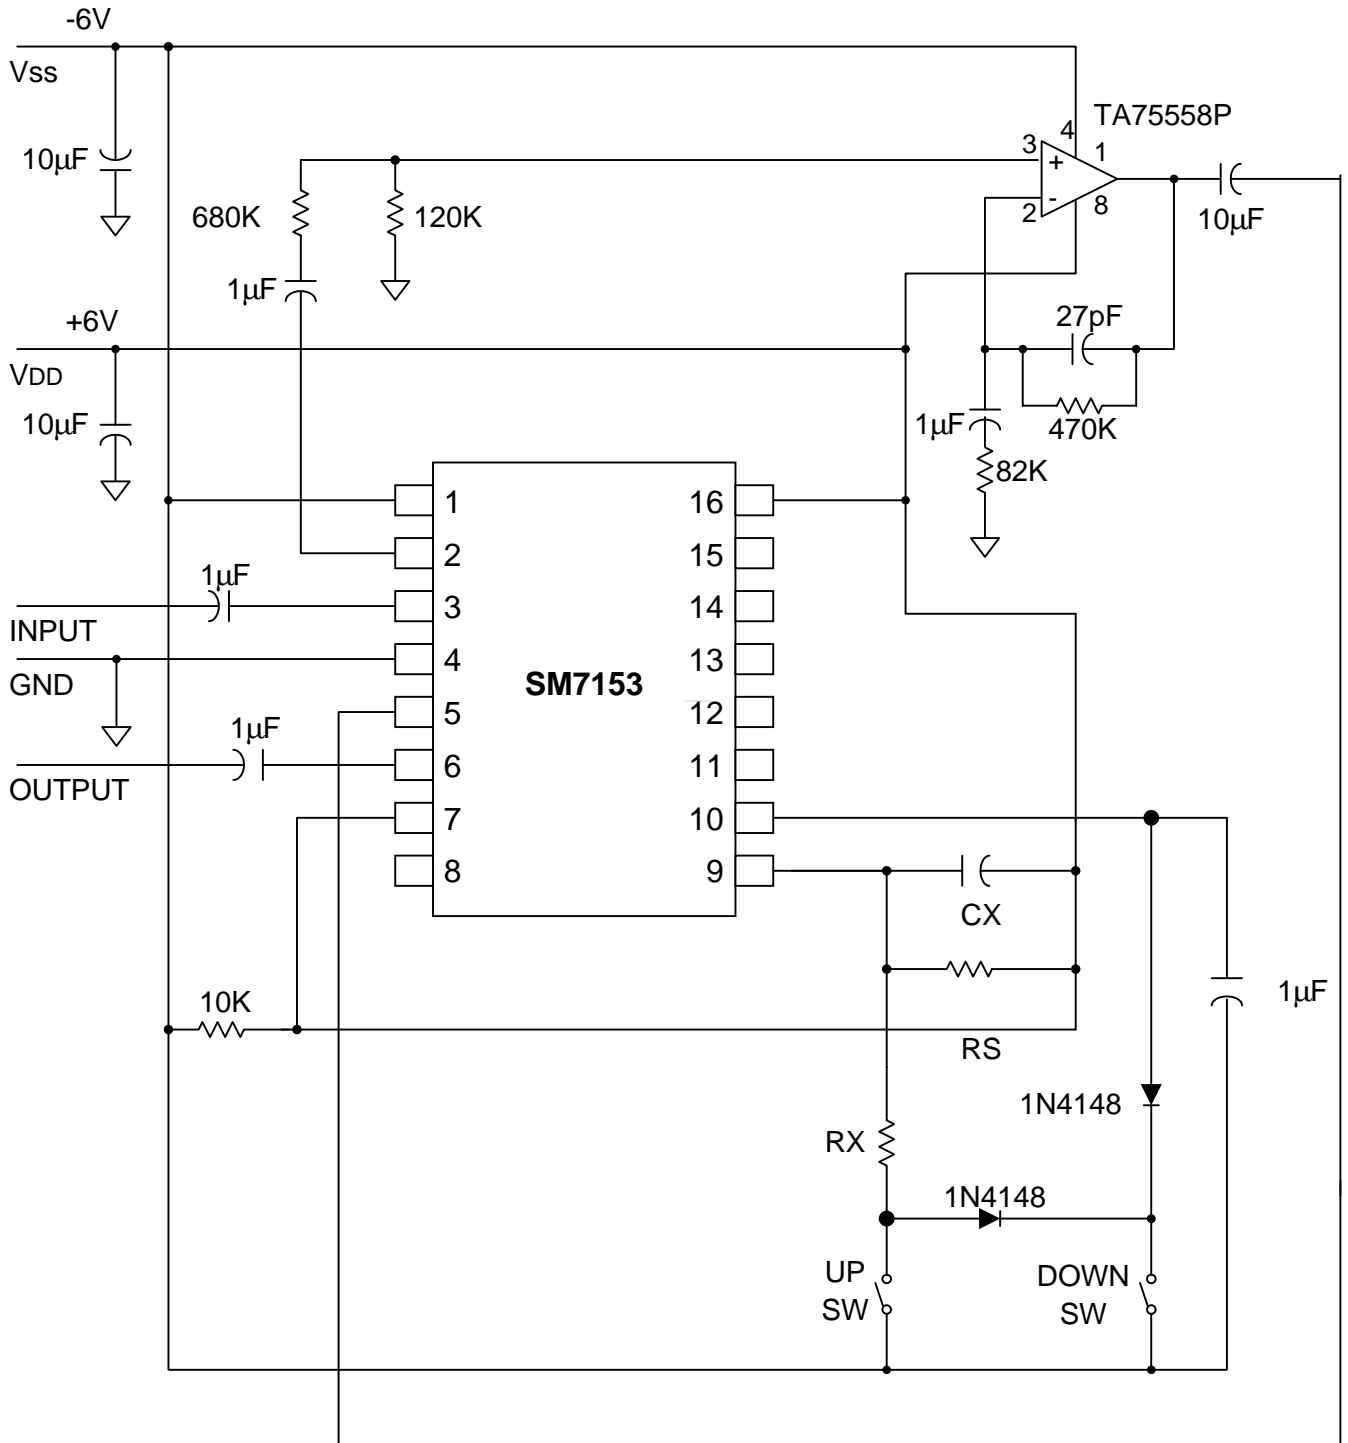 -6V
Vss
TA75558P
4
3
1
+
10µF
-
2
8
680K
120K
10µF
1µF
+6V
27pF
VDD
10µF
1µF
470K
82K
1
16
2
15
1µF
3
14
INPUT
4
13
GND
SM7153
5
12
1µF
6
11
OUTPUT
7
10
8
9
CX
10K
1µF
RS
1N4148
RX
1N4148
UP
SW
DOWN
SW